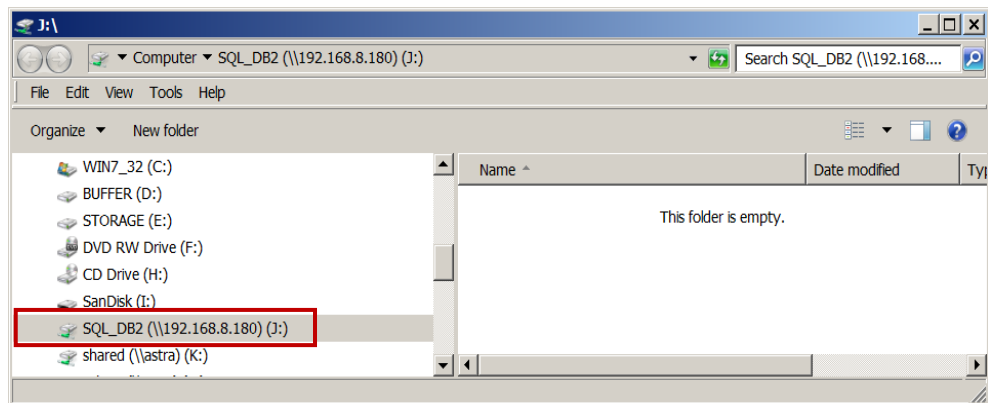 J:\
Computer SQL_DB2 (\\192.168.8.180) (J:)
Search SQL_DB2 (\\192.168....
File Edit View Tools Help
Organize New folder
WIN7_32 (C:)
BUFFER (D:)
STORAGE (E:)
DVD RW Drive (F:)
CD Drive (H:)
SanDisk (I:)
SQL_DB2 (\\192.168.8.180) (J:)
shared (\\astra) (K:)
Name Date modified Typ
This folder is empty.